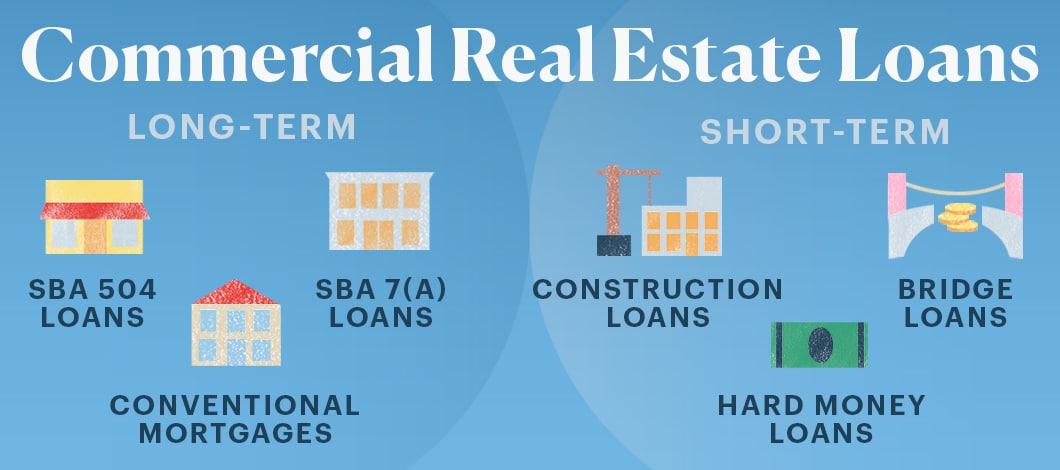 Commercial Real Estate Loans
LONG-TERM
SBA 504
LOANS
SBA 7(A)
LOANS
CONVENTIONAL
MORTGAGES
SHORT-TERM
CONSTRUCTION
LOANS
BRIDGE
LOANS
HARD MONEY
LOANS